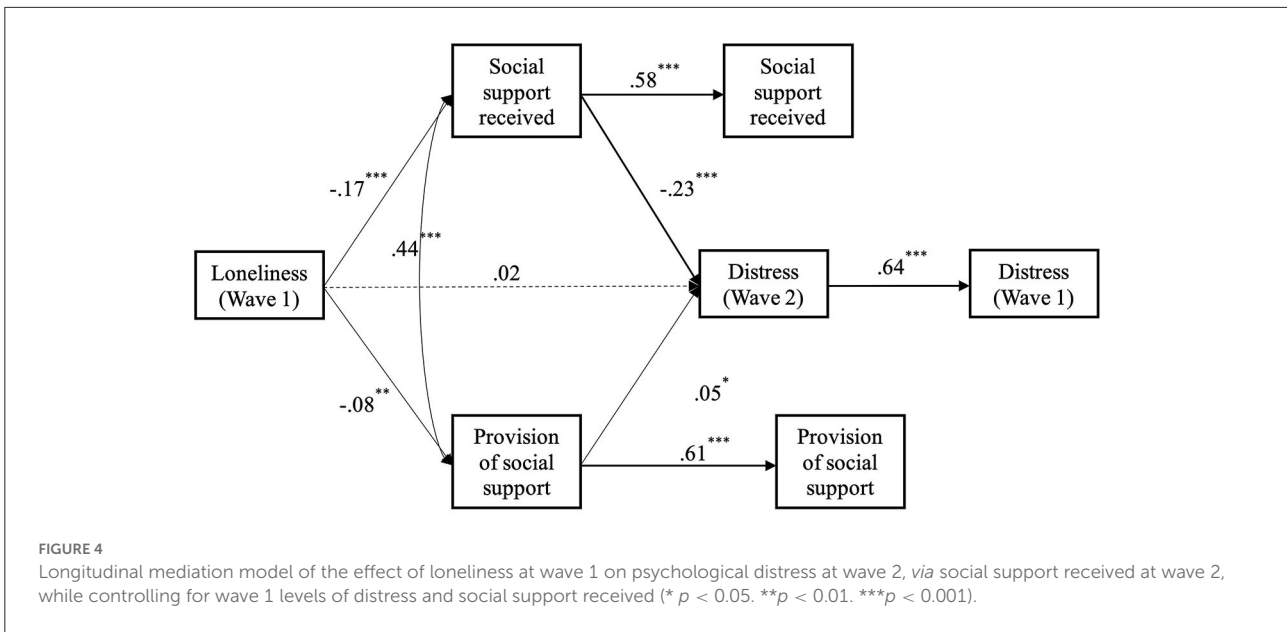 Social
support
received
.58***
Social
support
received
-.17***
-.23***
.44***
Loneliness
(Wave 1)
.02
Distress
(Wave 2)
.64***
Distress
(Wave 1)
-.08**
.05*
Provision
of social
support
.61***
Provision
of social
support
FIGURE 4
Longitudinal mediation model of the effect of loneliness at wave 1 on psychological distress at wave 2, via social support received at wave 2,
while controlling for wave 1 levels of distress and social support received (* p < 0.05. **p < 0.01. ***p < 0.001).